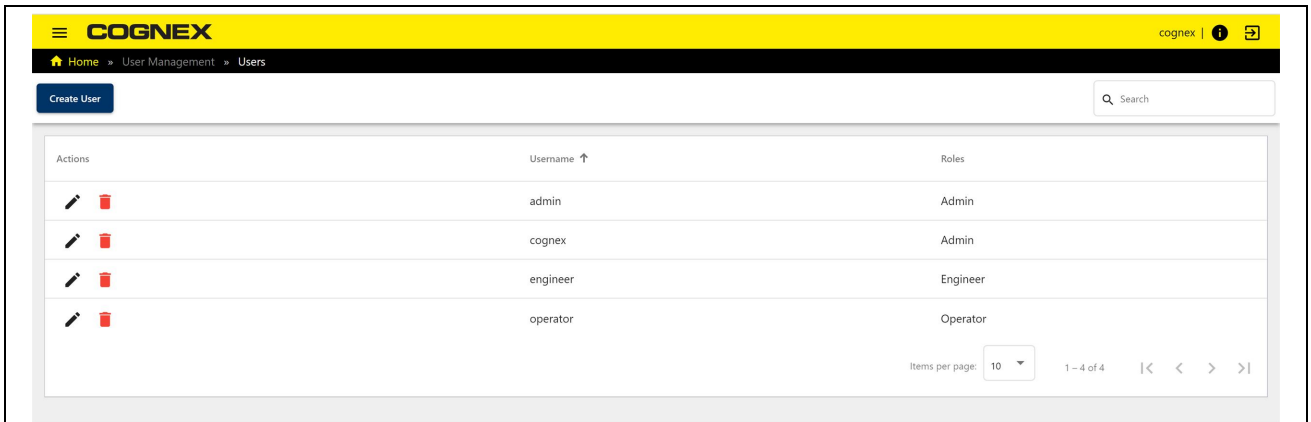 COGNEX
cognex |
Home » User Management » Users
Create User
Search
Actions Username Roles
admin Admin
cognex Admin
engineer Engineer
operator Operator
Items per page: 10 1 – 4 of 4